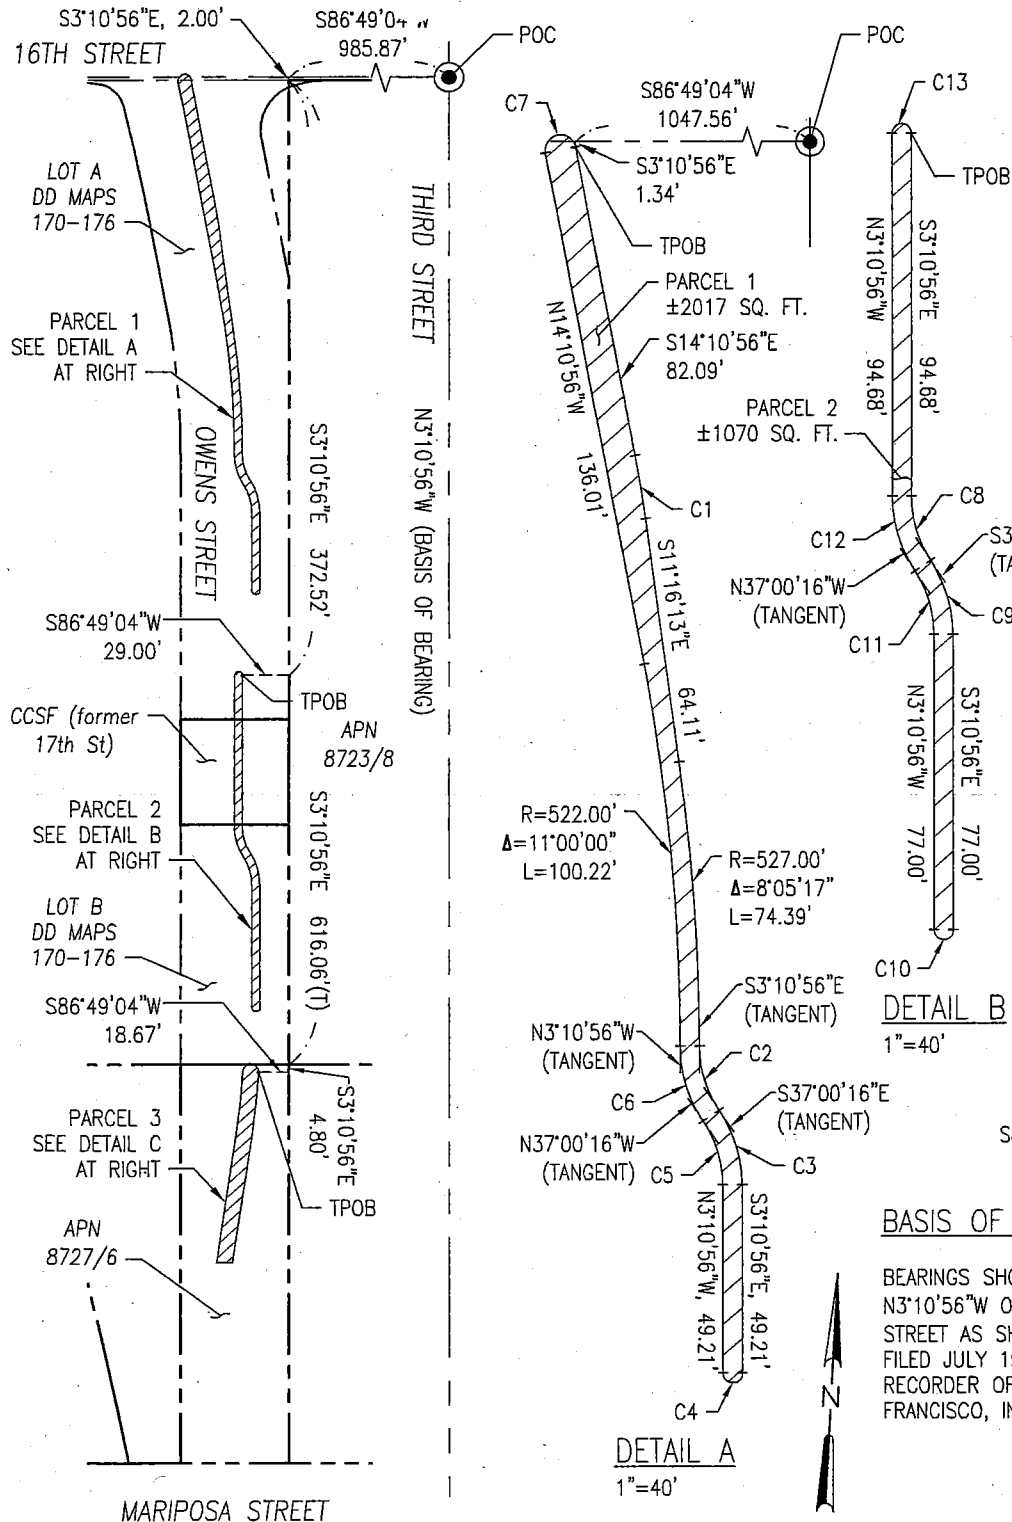 S3°10'56"E, 2.00'
16TH STREET
S86°49'04"
985.87'
POC
LOT A
DD MAPS
170-176
THIRD STREET
PARCEL 1
SEE DETAIL A
AT RIGHT
OWENS STREET
S3°10'56"E 372.52'
N3°10'56"W (BASIS OF BEARING)
S86°49'04"W
29.00'
TPOB
CCSF (former
17th St)
APN
8723/8
PARCEL 2
SEE DETAIL B
AT RIGHT
S3°10'56"E 616.06'(T)
LOT B
DD MAPS
170-176
S86°49'04"W
18.67'
S3°10'56"E
4.80'
PARCEL 3
SEE DETAIL C
AT RIGHT
TPOB
APN
8727/6
MARIPOSA STREET
C7
S86°49'04"W
1047.56'
POC
S3°10'56"E
1.34'
TPOB
PARCEL 1
±2017 SQ. FT.
S14°10'56"E
82.09'
N14°10'56"W 136.01'
C1
S11°16'13"E 64.11'
R=522.00'
Δ=11°00'00"
L=100.22'
R=527.00'
Δ=8°05'17"
L=74.39'
S3°10'56"E
(TANGENT)
N3°10'56"W
(TANGENT)
C2
C6
S37°00'16"E
(TANGENT)
N37°00'16"W
(TANGENT)
C5
C3
N3°10'56"W, 49.21'
S3°10'56"E, 49.21'
C4
DETAIL A
1"=40'
C13
TPOB
N3°10'56"W 94.68'
S3°10'56"E 94.68'
PARCEL 2
±1070 SQ. FT.
C8
C12
S3
(TA
N37°00'16"W
(TANGENT)
C9
C11
N3°10'56"W 77.00'
S3°10'56"E 77.00'
C10
DETAIL B
1"=40'
S
BASIS OF
BEARINGS SHO
N3°10'56"W O
STREET AS SH
FILED JULY 19
RECORDER OF
FRANCISCO, IN
N